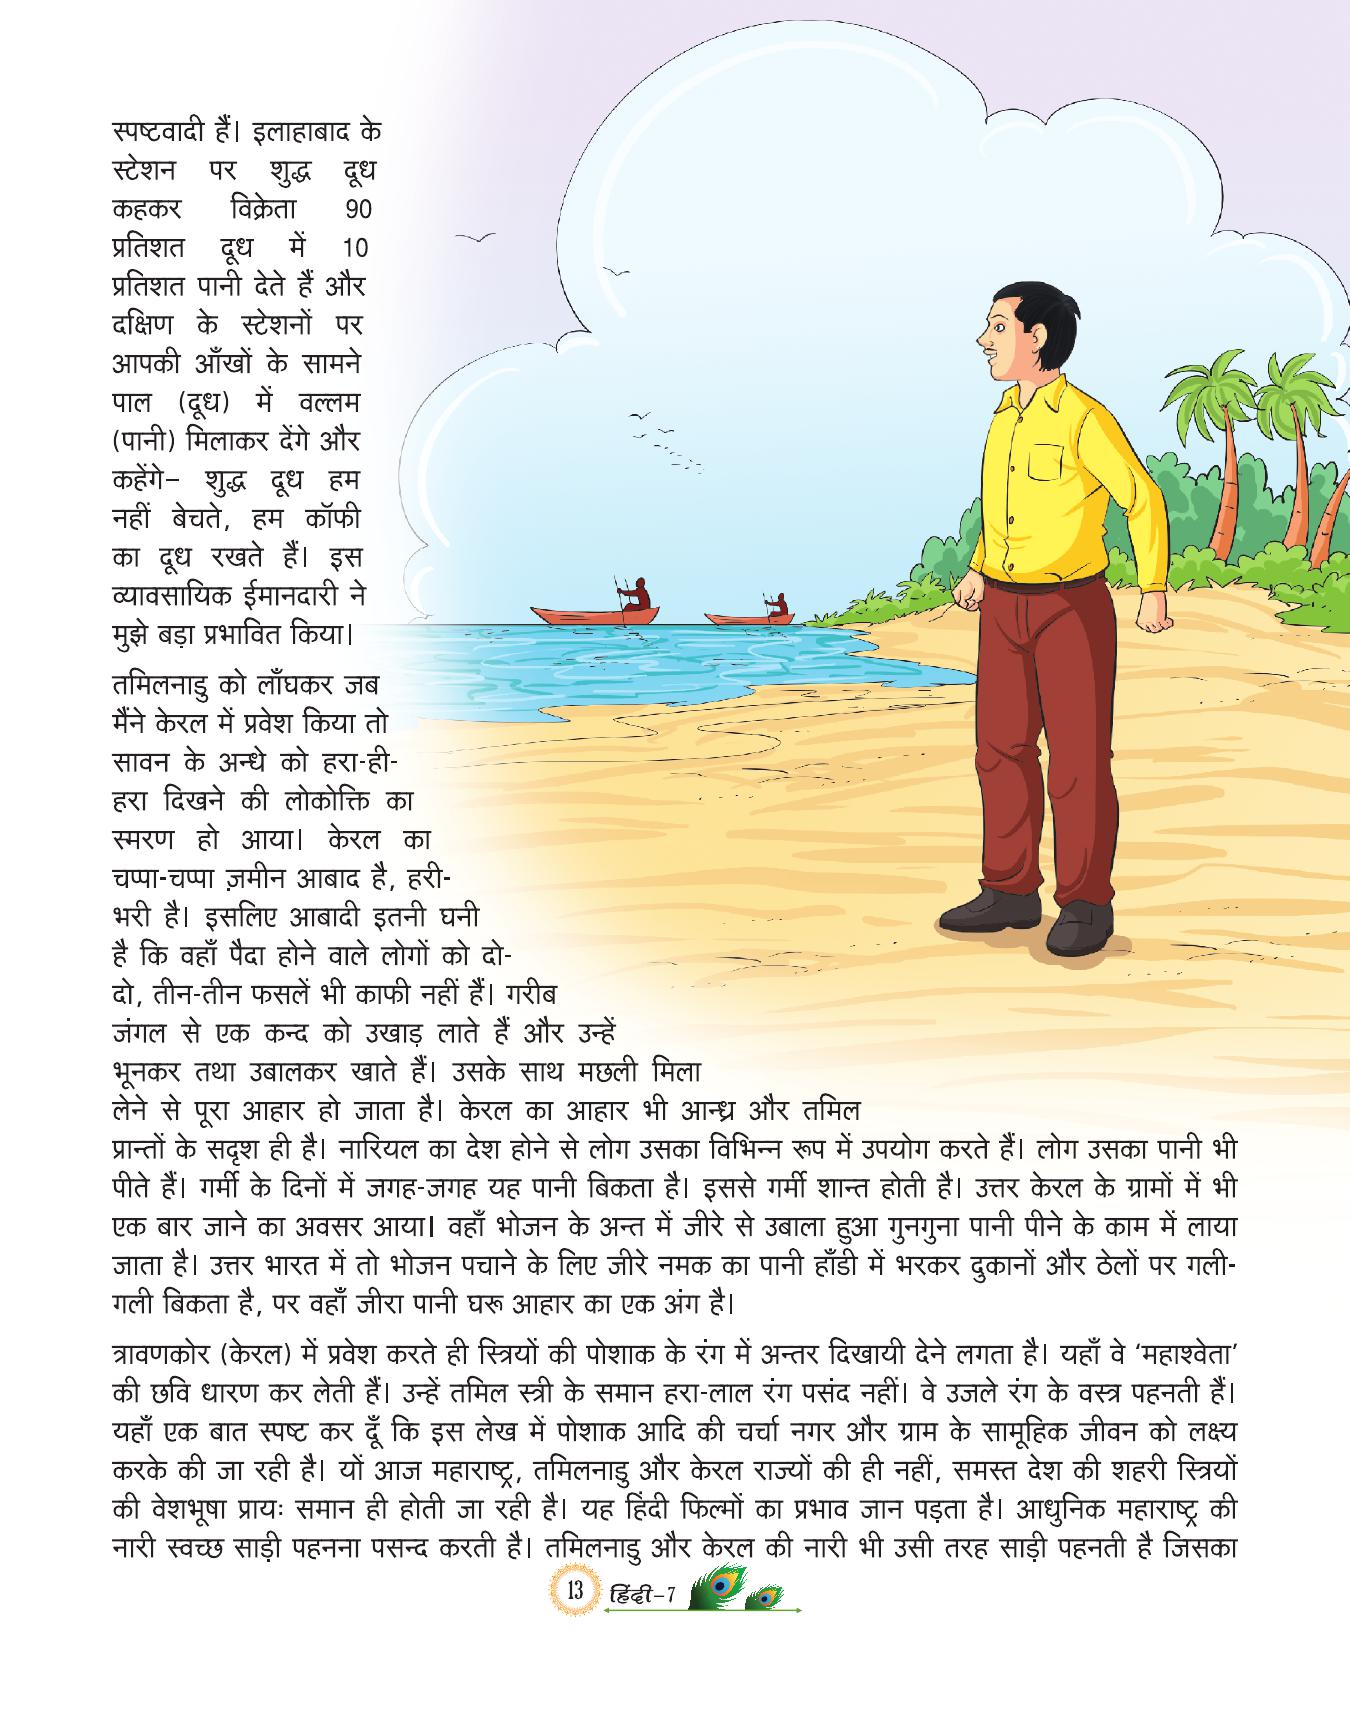 स्पष्टवादी हैं। इलाहाबाद के
स्टेशन पर शुद्ध दूध
कहकर विक्रेता 90
प्रतिशत दूध में 10
प्रतिशत पानी देते हैं और
दक्षिण के स्टेशनों पर
आपकी आँखों के सामने
पाल (दूध) में वल्लम
(पानी) मिलाकर देंगे और
कहेंगे– शुद्ध दूध हम
नहीं बेचते, हम कॉफी
का दूध रखते हैं। इस
व्यावसायिक ईमानदारी ने
मुझे बड़ा प्रभावित किया।
तमिलनाडु को लाँघकर जब
मैंने केरल में प्रवेश किया तो
सावन के अन्धे को हरा-ही-
हरा दिखने की लोकोक्ति का
स्मरण हो आया। केरल का
चप्पा-चप्पा ज़मीन आबाद है, हरी-
भरी है। इसलिए आबादी इतनी घनी
है कि वहाँ पैदा होने वाले लोगों को दो-
दो, तीन-तीन फसलें भी काफी नहीं हैं। गरीब
जंगल से एक कन्द को उखाड़ लाते हैं और उन्हें
भूनकर तथा उबालकर खाते हैं। उसके साथ मछली मिला
लेने से पूरा आहार हो जाता है। केरल का आहार भी आन्ध्र और तमिल
प्रान्तों के सदृश ही है। नारियल का देश होने से लोग उसका विभिन्न रूप में उपयोग करते हैं। लोग उसका पानी भी
पीते हैं। गर्मी के दिनों में जगह-जगह यह पानी बिकता है। इससे गर्मी शान्त होती है। उत्तर केरल के ग्रामों में भी
एक बार जाने का अवसर आया। वहाँ भोजन के अन्त में जीरे से उबाला हुआ गुनगुना पानी पीने के काम में लाया
जाता है। उत्तर भारत में तो भोजन पचाने के लिए जीरे नमक का पानी हाँडी में भरकर दुकानों और ठेलों पर गली-
गली बिकता है, पर वहाँ जीरा पानी घरू आहार का एक अंग है।
त्रावणकोर (केरल) में प्रवेश करते ही स्त्रियों की पोशाक के रंग में अन्तर दिखायी देने लगता है। यहाँ वे ‘महाश्वेता’
की छवि धारण कर लेती हैं। उन्हें तमिल स्त्री के समान हरा-लाल रंग पसंद नहीं। वे उजले रंग के वस्त्र पहनती हैं।
यहाँ एक बात स्पष्ट कर दूँ कि इस लेख में पोशाक आदि की चर्चा नगर और ग्राम के सामूहिक जीवन को लक्ष्य
करके की जा रही है। यों आज महाराष्ट्र, तमिलनाडु और केरल राज्यों की ही नहीं, समस्त देश की शहरी स्त्रियों
की वेशभूषा प्रायः समान ही होती जा रही है। यह हिंदी फिल्मों का प्रभाव जान पड़ता है। आधुनिक महाराष्ट्र की
नारी स्वच्छ साड़ी पहनना पसन्द करती है। तमिलनाडु और केरल की नारी भी उसी तरह साड़ी पहनती है जिसका
13 हिंदी–7